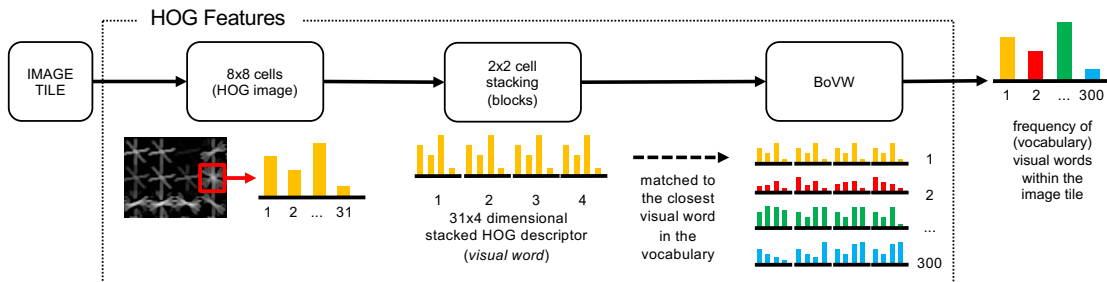 HOG Features
IMAGE
TILE
8x8 cells
(HOG image)
2x2 cell
stacking
(blocks)
BoVW
1 2 ... 300
frequency of
(vocabulary)
visual words
within the
image tile
1 2 ... 31
1 2 3 4
31x4 dimensional
stacked HOG descriptor
(visual word)
matched to
the closest
visual word
in the
vocabulary
1
2
...
300